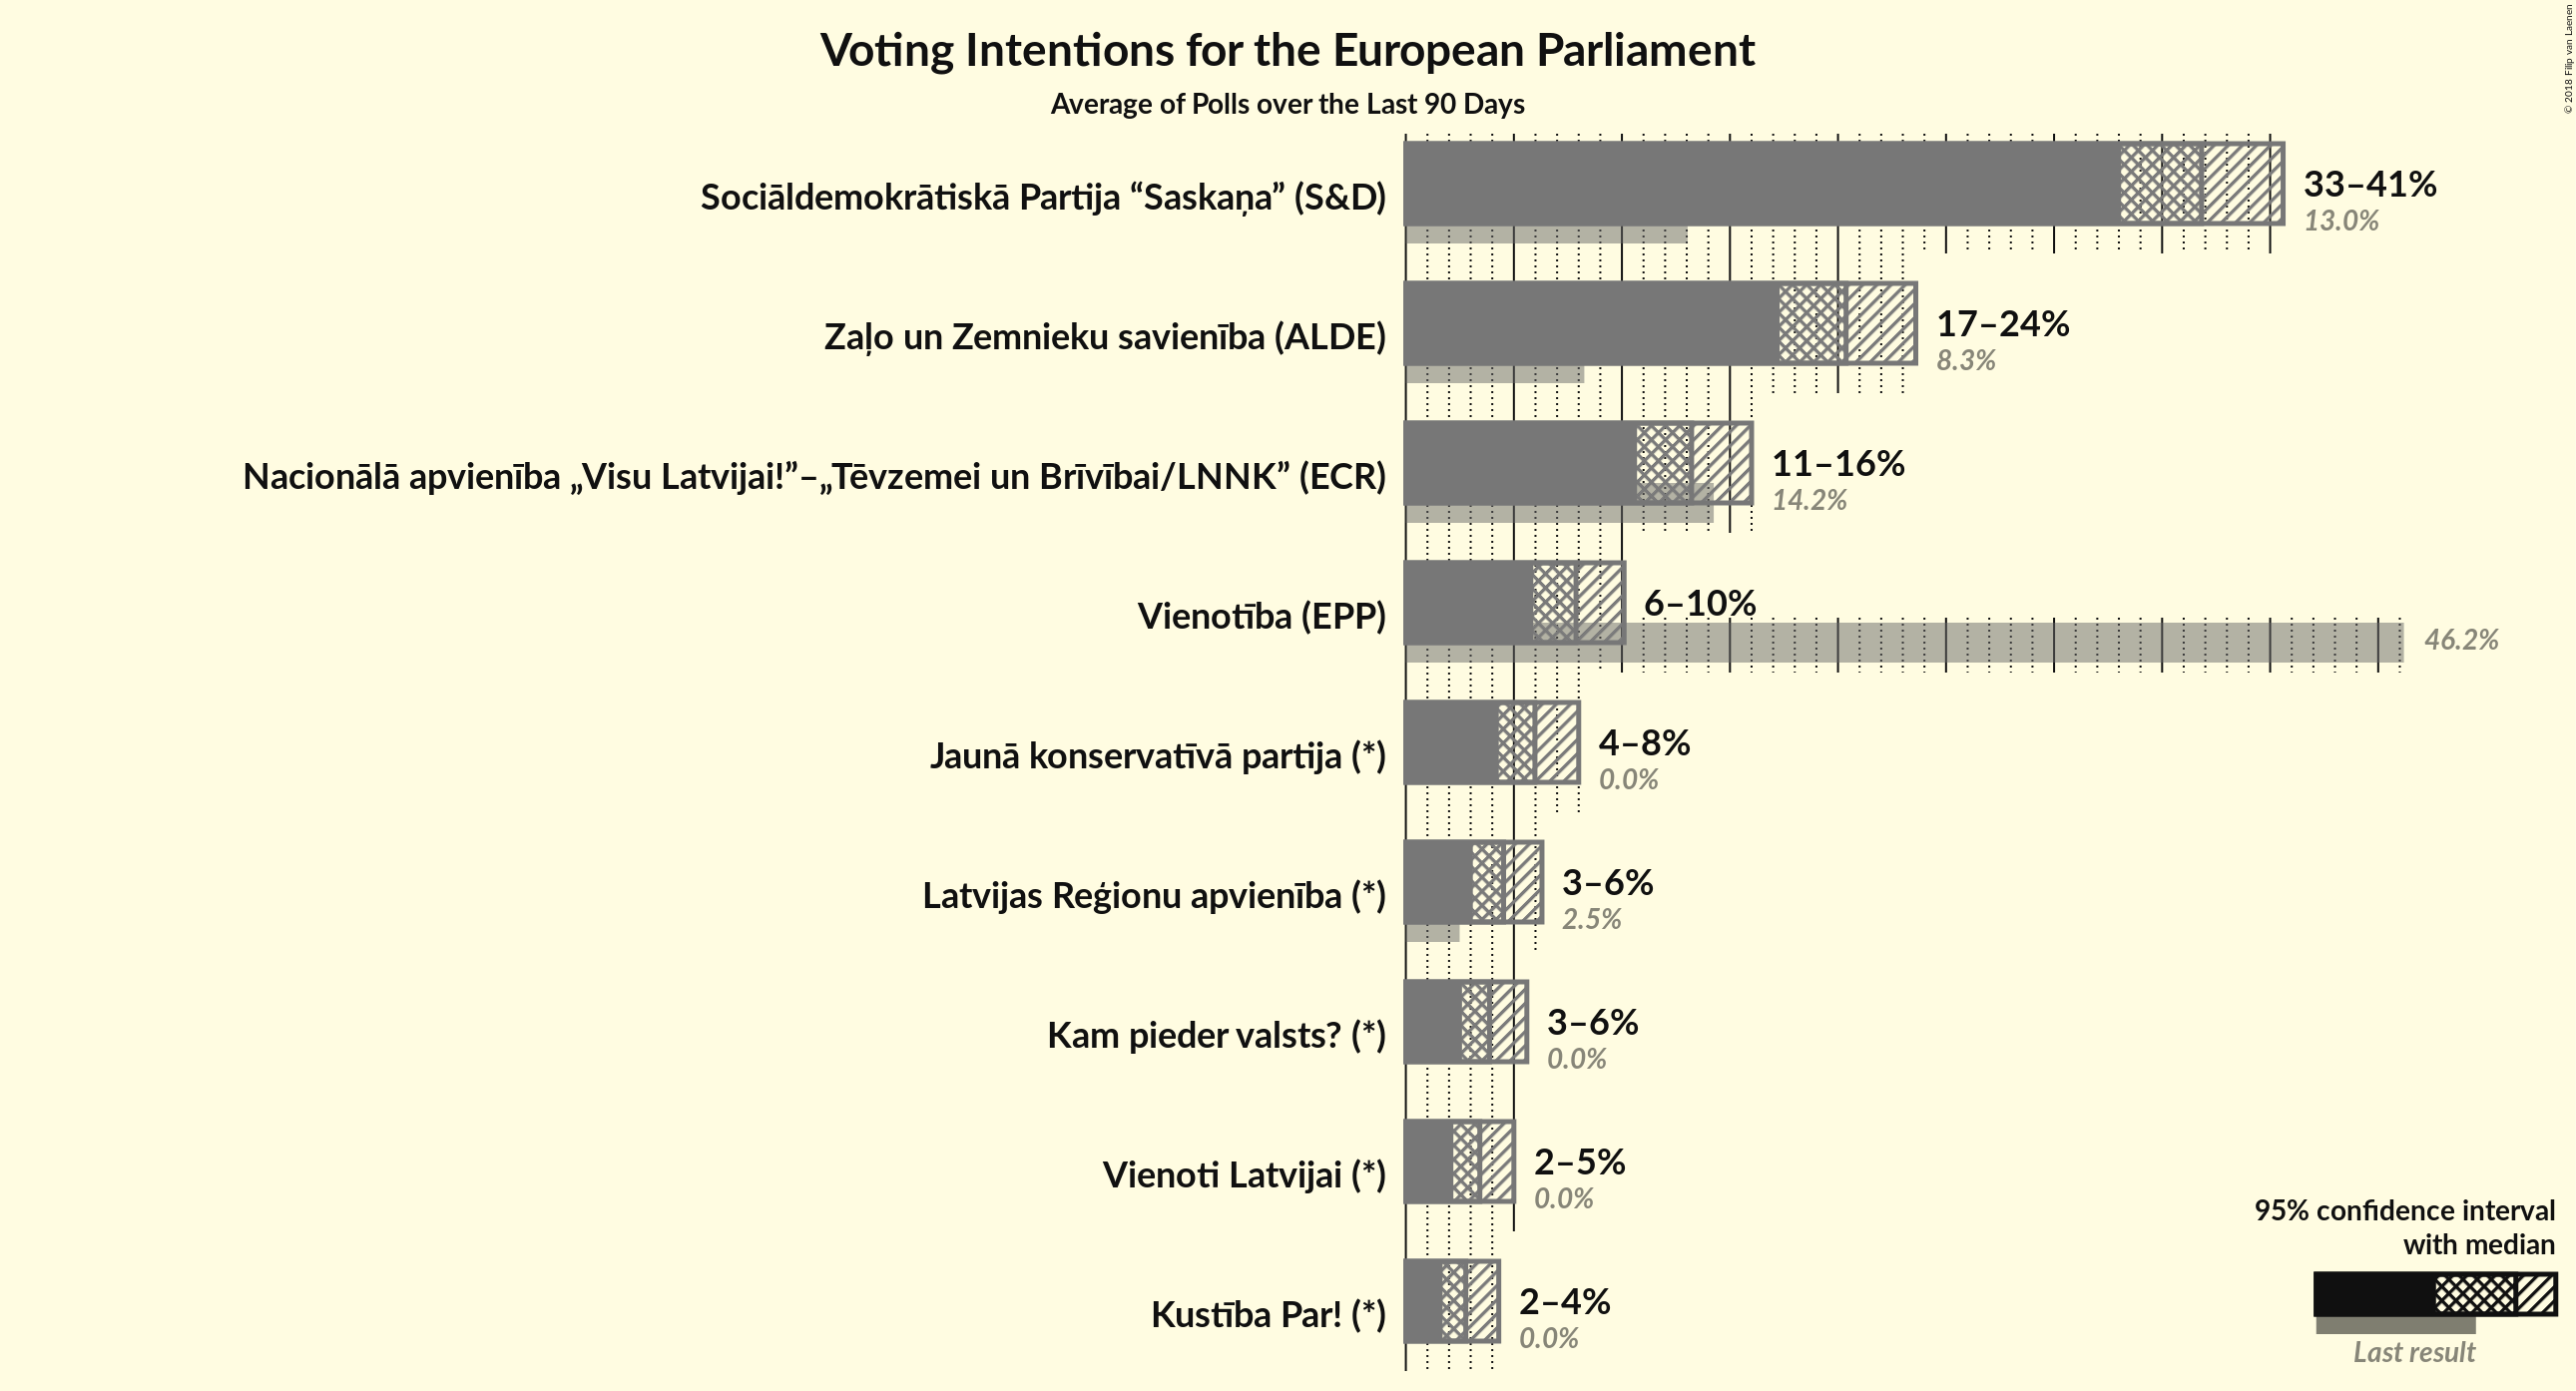 Voting Intentions for the European Parliament
Average of Polls over the Last 90 Days
© 2018 Filip van Laenen
Sociāldemokrātiskā Partija “Saskaņa” (S&D)
33–41%
13.0%
Zaļo un Zemnieku savienība (ALDE)
17–24%
8.3%
Nacionālā apvienība „Visu Latvijai!”–„Tēvzemei un Brīvībai/LNNK” (ECR)
11–16%
14.2%
Vienotība (EPP)
6–10%
46.2%
Jaunā konservatīvā partija (*)
4–8%
0.0%
Latvijas Reģionu apvienība (*)
3–6%
2.5%
Kam pieder valsts? (*)
3–6%
0.0%
Vienoti Latvijai (*)
2–5%
0.0%
Kustība Par! (*)
2–4%
0.0%
95% confidence interval
with median
Last result